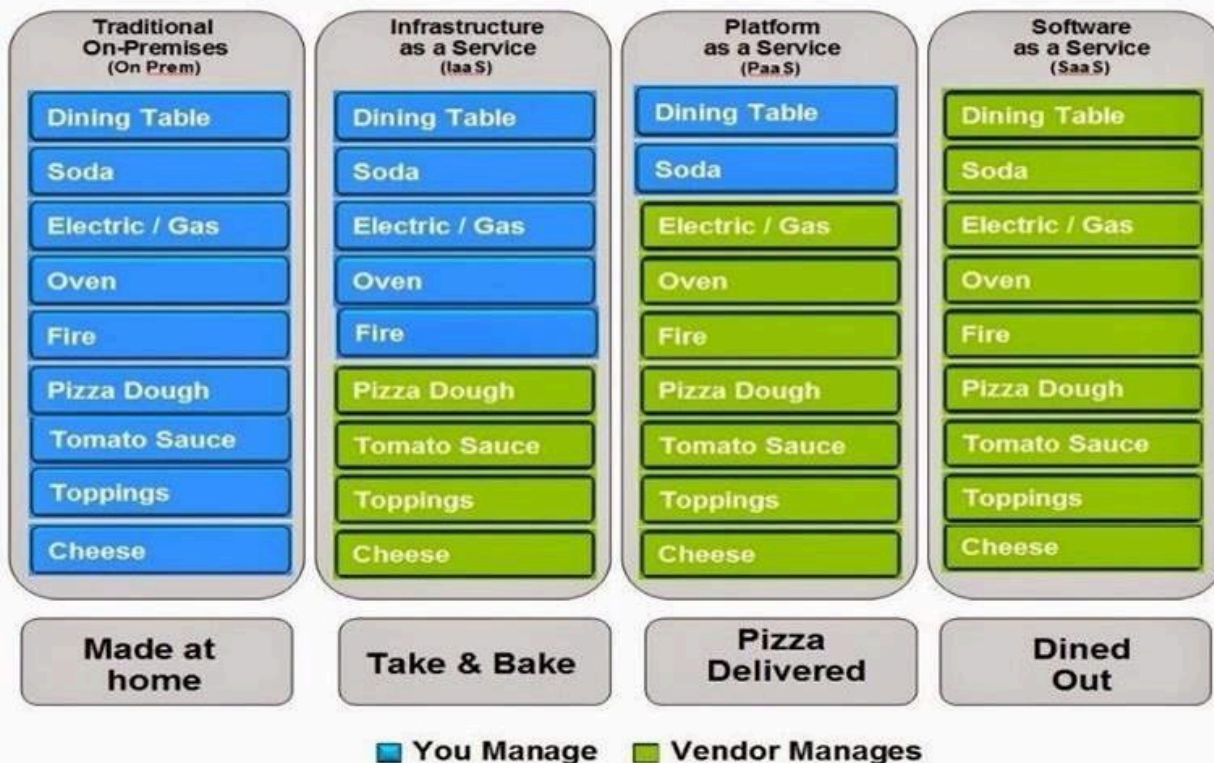 Traditional
On-Premises
(On Prem)
Dining Table
Soda
Electric / Gas
Oven
Fire
Pizza Dough
Tomato Sauce
Toppings
Cheese
Made at
home
Infrastructure
as a Service
(IaaS)
Dining Table
Soda
Electric / Gas
Oven
Fire
Pizza Dough
Tomato Sauce
Toppings
Cheese
Take & Bake
Platform
as a Service
(PaaS)
Dining Table
Soda
Electric / Gas
Oven
Fire
Pizza Dough
Tomato Sauce
Toppings
Cheese
Pizza
Delivered
Software
as a Service
(SaaS)
Dining Table
Soda
Electric / Gas
Oven
Fire
Pizza Dough
Tomato Sauce
Toppings
Cheese
Dined
Out
You Manage
Vendor Manages